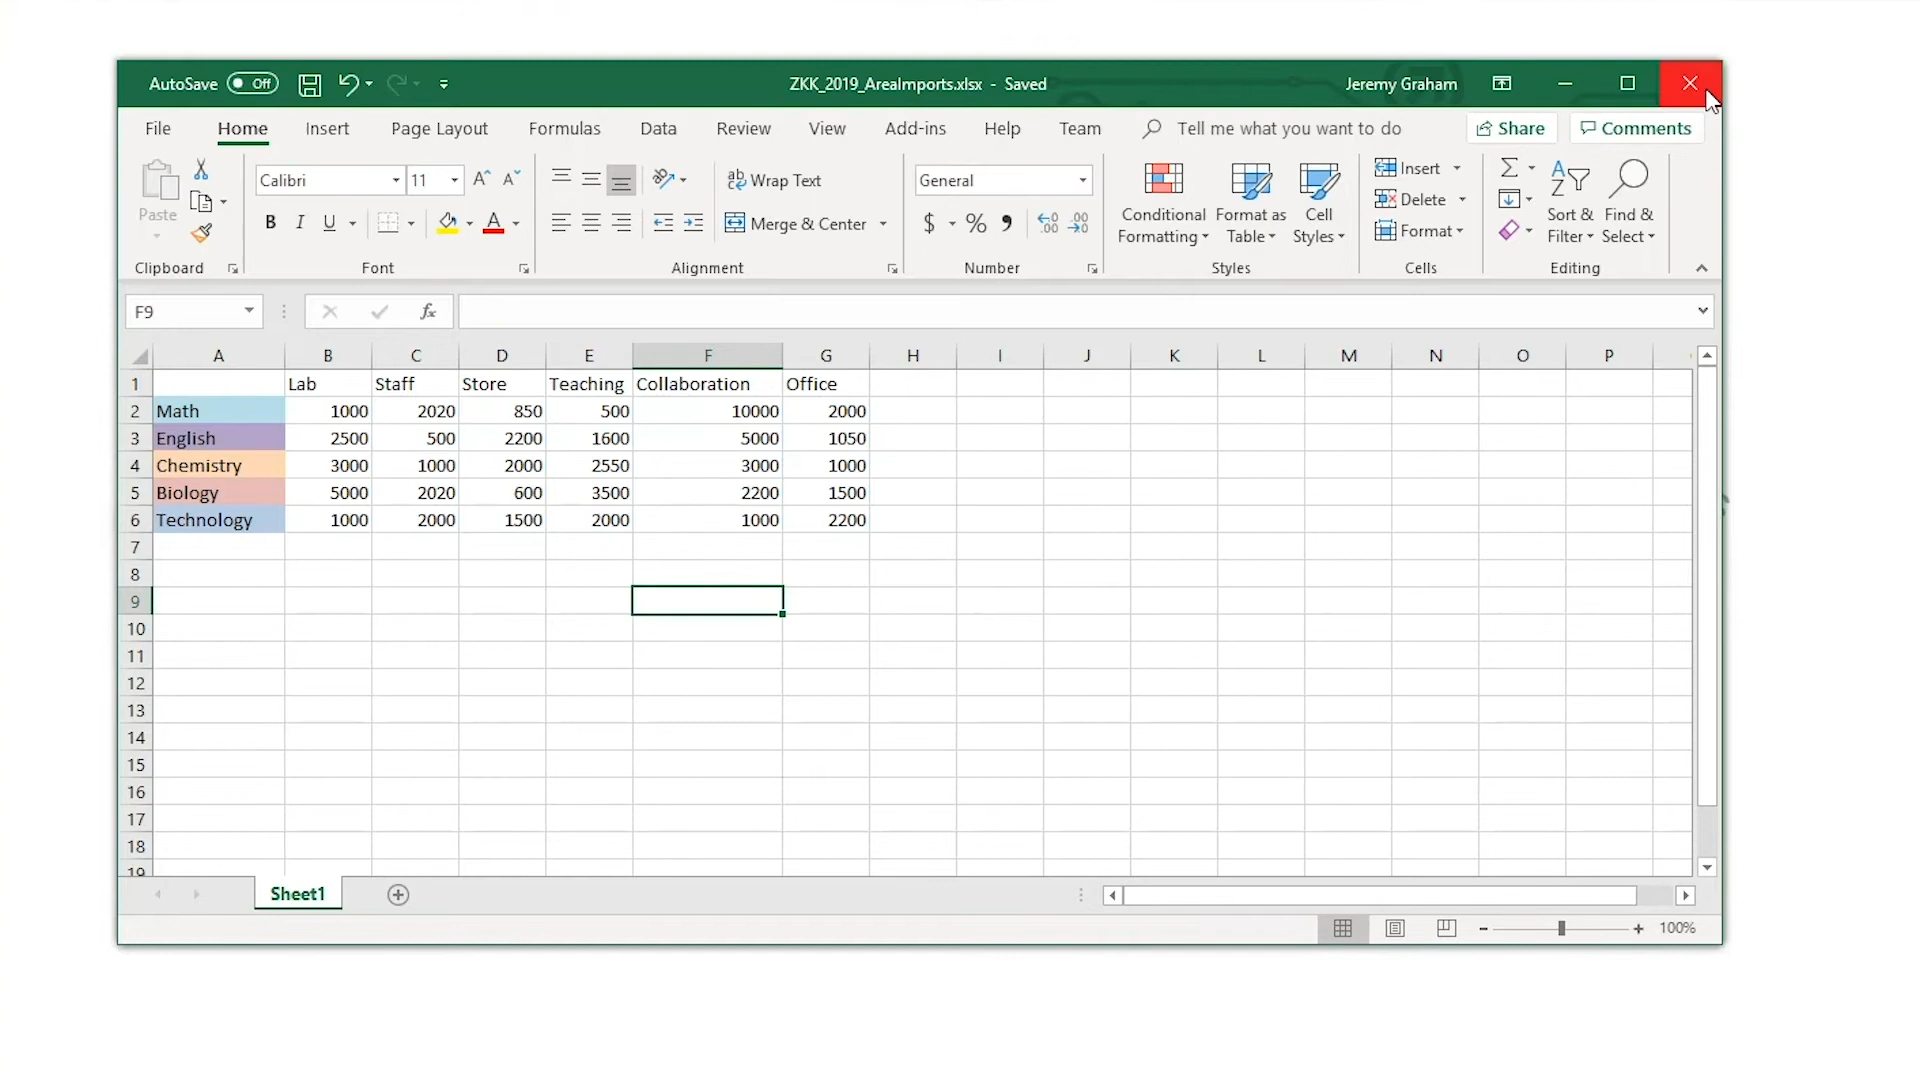 AutoSave Off ZKK_2019_AreaImports.xlsx - Saved Jeremy Graham
File Home Insert Page Layout Formulas Data Review View Add-ins Help Team Tell me what you want to do Share Comments
Paste
Clipboard
Calibri 11
B I U A
Font
Wrap Text
Merge & Center
Alignment
General
$ % 9
Number
Conditional Formatting
Format as Table
Cell Styles
Styles
Insert
Delete
Format
Cells
Sort & Filter
Find & Select
Editing
F9 fx
A B C D E F G H I J K L M N O P
1 Lab Staff Store Teaching Collaboration Office
2 Math 1000 2020 850 500 10000 2000
3 English 2500 500 2200 1600 5000 1050
4 Chemistry 3000 1000 2000 2550 3000 1000
5 Biology 5000 2020 600 3500 2200 1500
6 Technology 1000 2000 1500 2000 1000 2200
7
8
9
10
11
12
13
14
15
16
17
18
19
Sheet1
100%